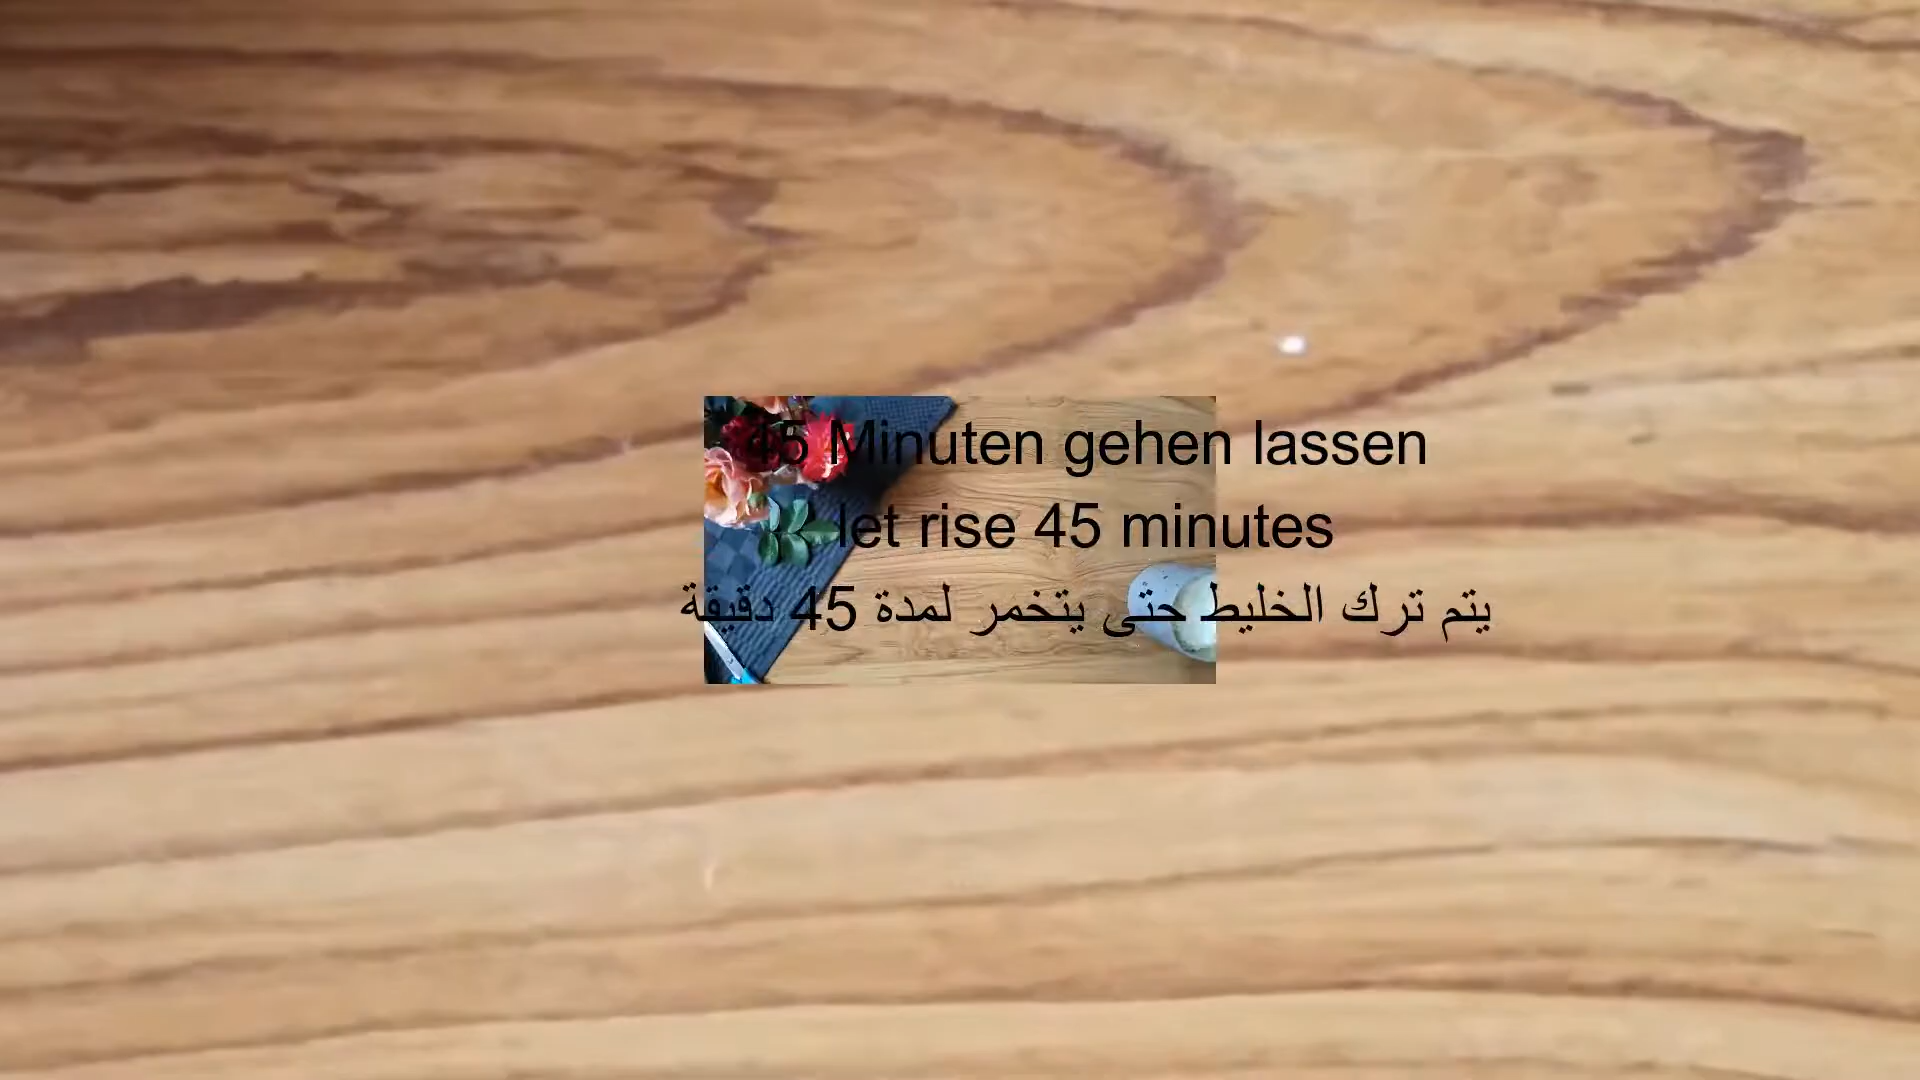 45 Minuten gehen lassen
let rise 45 minutes
يتم ترك الخليط حتى يتخمر لمدة 45 دقيقة